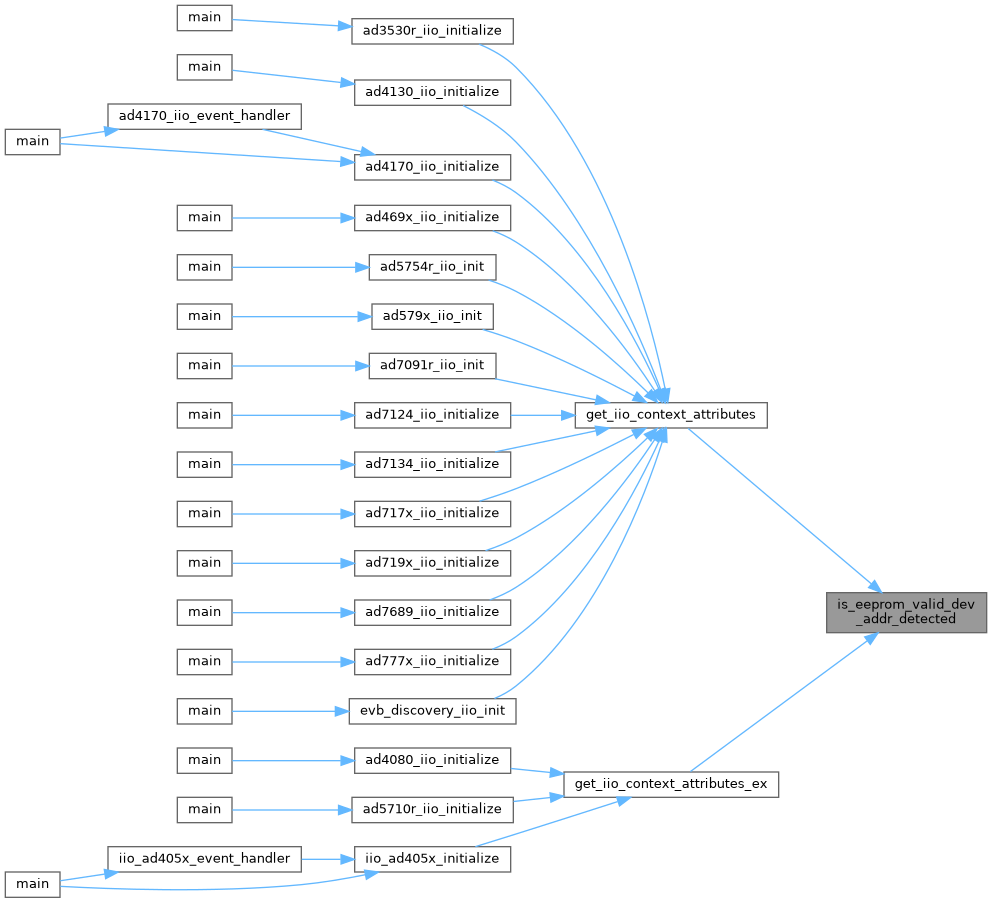 main
ad3530r_iio_initialize
main
ad4130_iio_initialize
ad4170_iio_event_handler
main
ad4170_iio_initialize
main
ad469x_iio_initialize
main
ad5754r_iio_init
main
ad579x_iio_init
main
ad7091r_iio_init
main
ad7124_iio_initialize
get_iio_context_attributes
main
ad7134_iio_initialize
main
ad717x_iio_initialize
main
ad719x_iio_initialize
main
ad7689_iio_initialize
is_eeprom_valid_dev
_addr_detected
main
ad777x_iio_initialize
main
evb_discovery_iio_init
main
ad4080_iio_initialize
get_iio_context_attributes_ex
main
ad5710r_iio_initialize
iio_ad405x_event_handler
iio_ad405x_initialize
main